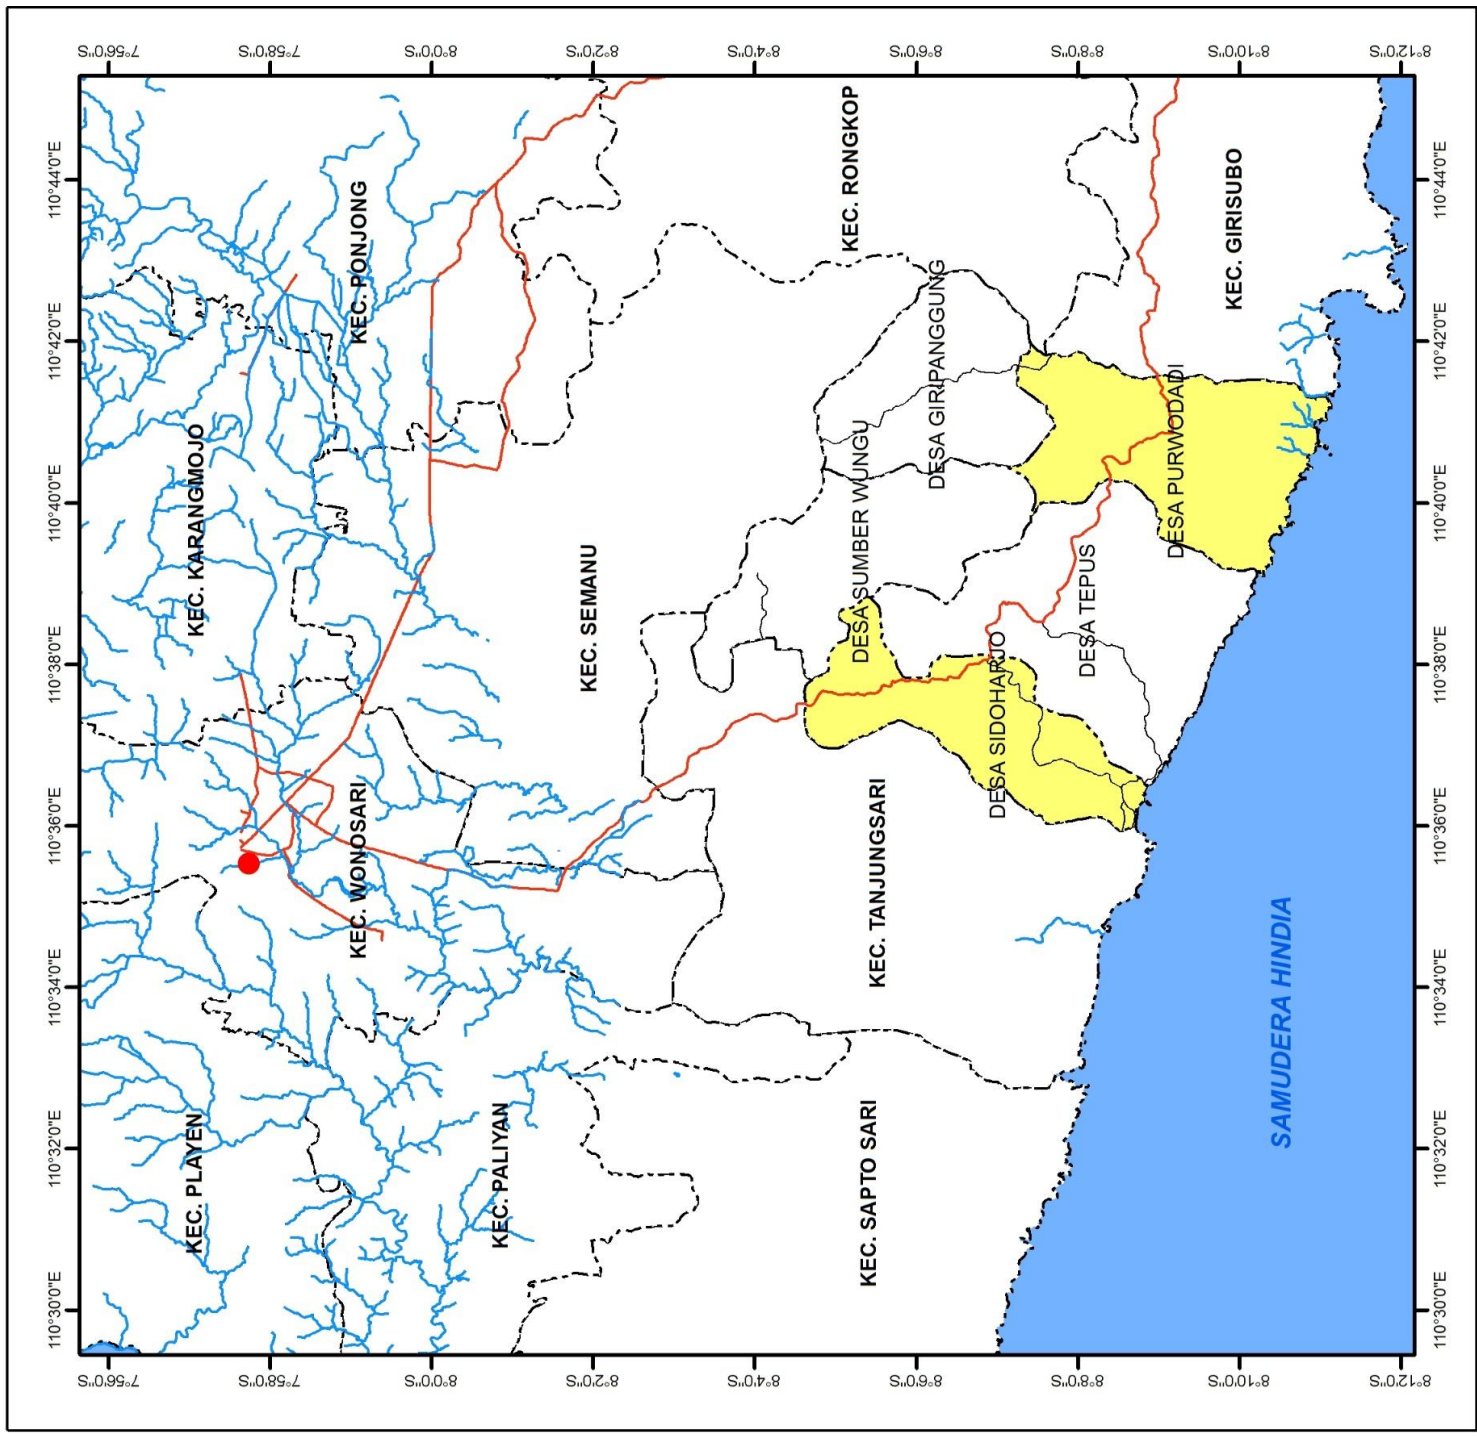 110°30'0"E
110°32'0"E
110°34'0"E
110°36'0"E
110°38'0"E
110°40'0"E
110°42'0"E
110°44'0"E
7°56'0"S
7°56'0"S
KEC. PLAYEN
KEC. KARANGMOJO
7°58'0"S
7°58'0"S
KEC. WONOSARI
KEC. PONJONG
8°0'0"S
8°0'0"S
KEC. PALIYAN
KEC. SEMANU
8°2'0"S
8°2'0"S
8°4'0"S
8°4'0"S
KEC. SAPTO SARI
KEC. TANJUNGSARI
DESA SUMBER WUNGU
KEC. RONGKOP
8°6'0"S
8°6'0"S
DESA GIRIPANGGUNG
DESA SIDOHARJO
8°8'0"S
8°8'0"S
DESA TEPUS
DESA PURWODADI
KEC. GIRISUBO
8°10'0"S
8°10'0"S
SAMUDERA HINDIA
8°12'0"S
8°12'0"S
110°30'0"E
110°32'0"E
110°34'0"E
110°36'0"E
110°38'0"E
110°40'0"E
110°42'0"E
110°44'0"E